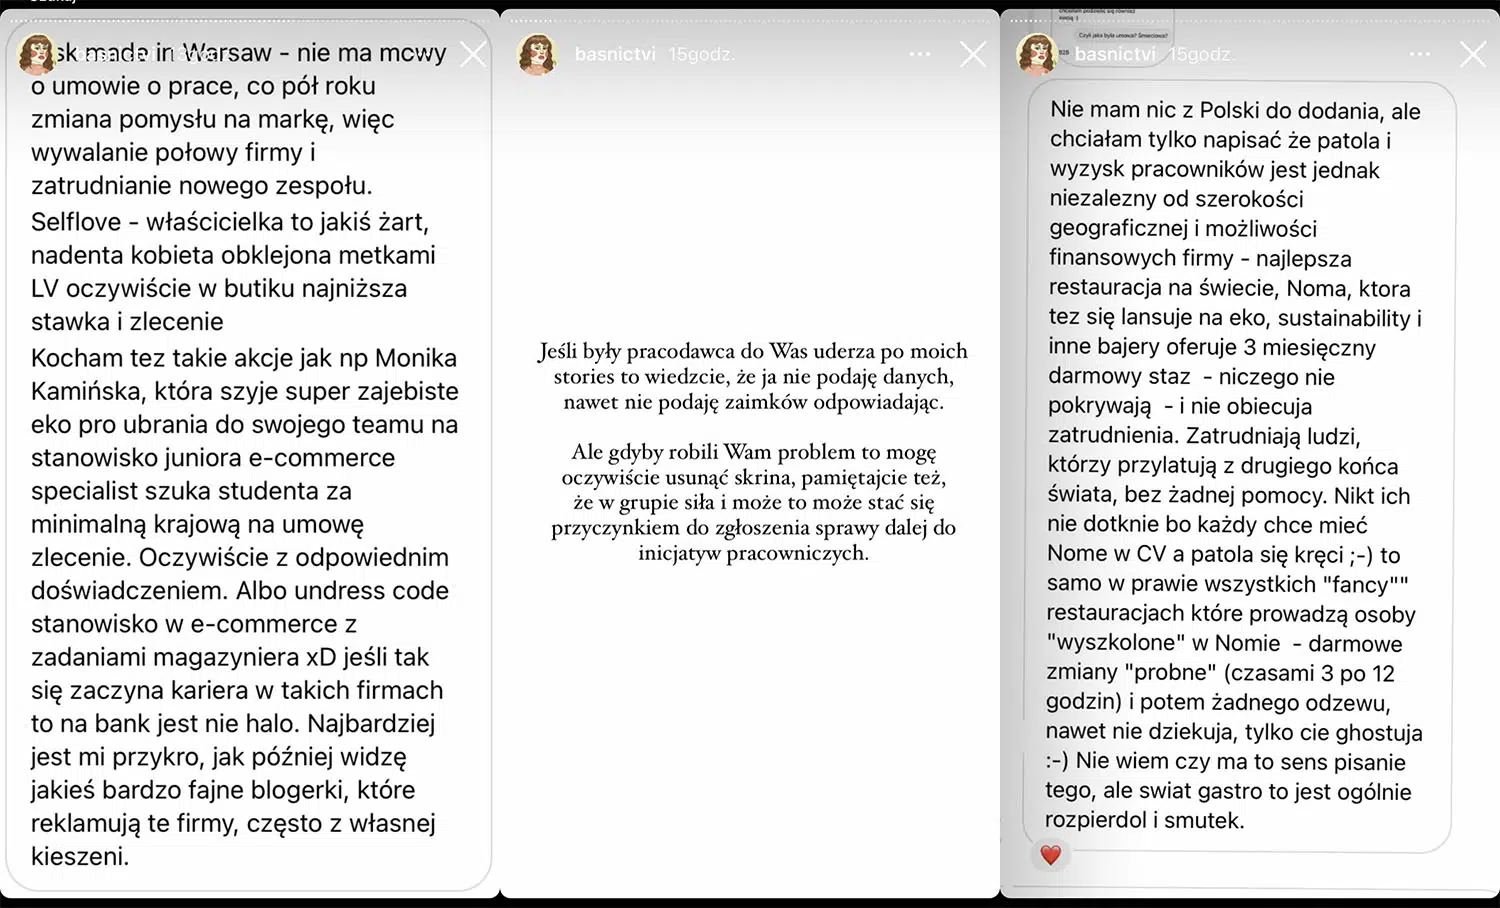 sk made in Warsaw - nie ma mowy
o umowie o prace, co pół roku
zmiana pomysłu na markę, więc
wywalanie połowy firmy i
zatrudnianie nowego zespołu.
Selflove - właścicielka to jakiś żart,
nadenta kobieta obklejona metkami
LV oczywiście w butiku najniższa
stawka i zlecenie
Kocham tez takie akcje jak np Monika
Kamińska, która szyje super zajebiste
eko pro ubrania do swojego teamu na
stanowisko juniora e-commerce
specialist szuka studenta za
minimalną krajową na umowę
zlecenie. Oczywiście z odpowiednim
doświadczeniem. Albo undress code
stanowisko w e-commerce z
zadaniami magazyniera xD jeśli tak
się zaczyna kariera w takich firmach
to na bank jest nie halo. Najbardziej
jest mi przykro, jak później widzę
jakieś bardzo fajne blogerki, które
reklamują te firmy, często z własnej
kieszeni.
basnictvi 15godz.
Jeśli były pracodawca do Was uderza po moich
stories to wiedzcie, że ja nie podaję danych,
nawet nie podaję zaimków odpowiadając.
Ale gdyby robili Wam problem to mogę
oczywiście usunąć skrina, pamiętajcie też,
że w grupie siła i może to może stać się
przyczynkiem do zgłoszenia sprawy dalej do
inicjatyw pracowniczych.
Czyli jaka była umowa? Śmieciowa?
basnictvi 15godz.
Nie mam nic z Polski do dodania, ale
chciałam tylko napisać że patola i
wyzysk pracowników jest jednak
niezalezny od szerokości
geograficznej i możliwości
finansowych firmy - najlepsza
restauracja na świecie, Noma, ktora
tez się lansuje na eko, sustainability i
inne bajery oferuje 3 miesięczny
darmowy staz - niczego nie
pokrywają - i nie obiecuja
zatrudnienia. Zatrudniają ludzi,
którzy przylatują z drugiego końca
świata, bez żadnej pomocy. Nikt ich
nie dotknie bo każdy chce mieć
Nome w CV a patola się kręci ;-) to
samo w prawie wszystkich "fancy""
restauracjach które prowadzą osoby
"wyszkolone" w Nomie - darmowe
zmiany "probne" (czasami 3 po 12
godzin) i potem żadnego odzewu,
nawet nie dziekuja, tylko cie ghostuja
:-) Nie wiem czy ma to sens pisanie
tego, ale swiat gastro to jest ogólnie
rozpierdol i smutek.